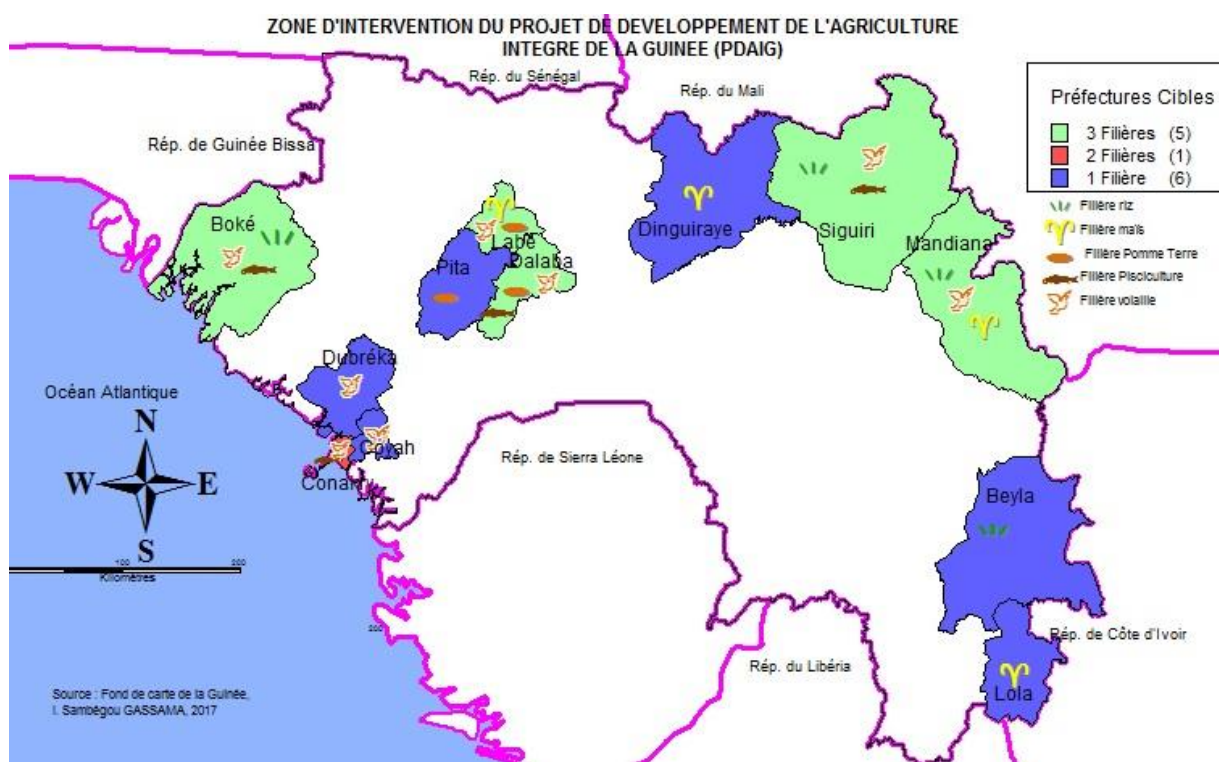 ZONE D'INTERVENTION DU PROJET DE DEVELOPPEMENT DE L'AGRICULTURE
INTEGRE DE LA GUINEE (PDAIG)
Rép. du Sénégal
Rép. du Mali
Rép. de Guinée Bissa
Préfectures Cibles
3 Filières (5)
2 Filières (1)
1 Filière (6)
Filière riz
Filière maïs
Filière Pomme Terre
Filière Pisciculture
Filière volaille
Boké
Labé
Dalaba
Pita
Dinguiraye
Siguiri
Mandiana
Dubréka
Coyah
Conakry
Océan Atlantique
N
W E
S
100 200
Kilomètres
200
Rép. de Sierra Léone
Beyla
Rép. de Côte d'Ivoir
Rép. du Libéria
Lola
Source : Fond de carte de la Guinée,
I. Sambégou GASSAMA, 2017